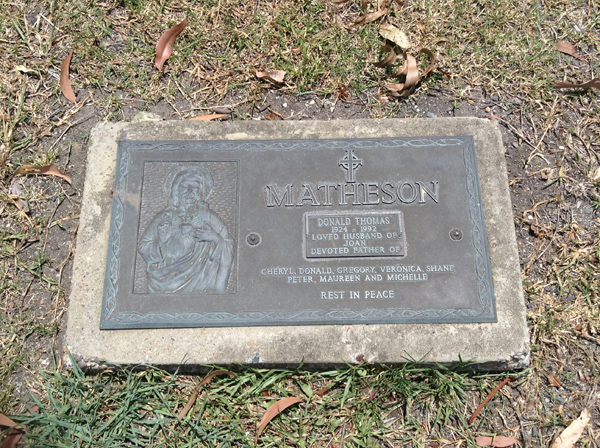 MATHESON
DONALD THOMAS
1924 – 1992
LOVED HUSBAND OF
JOAN
DEVOTED FATHER OF
CHERYL, DONALD, GREGORY, VERONICA, SHANE
PETER, MAUREEN AND MICHELLE
REST IN PEACE